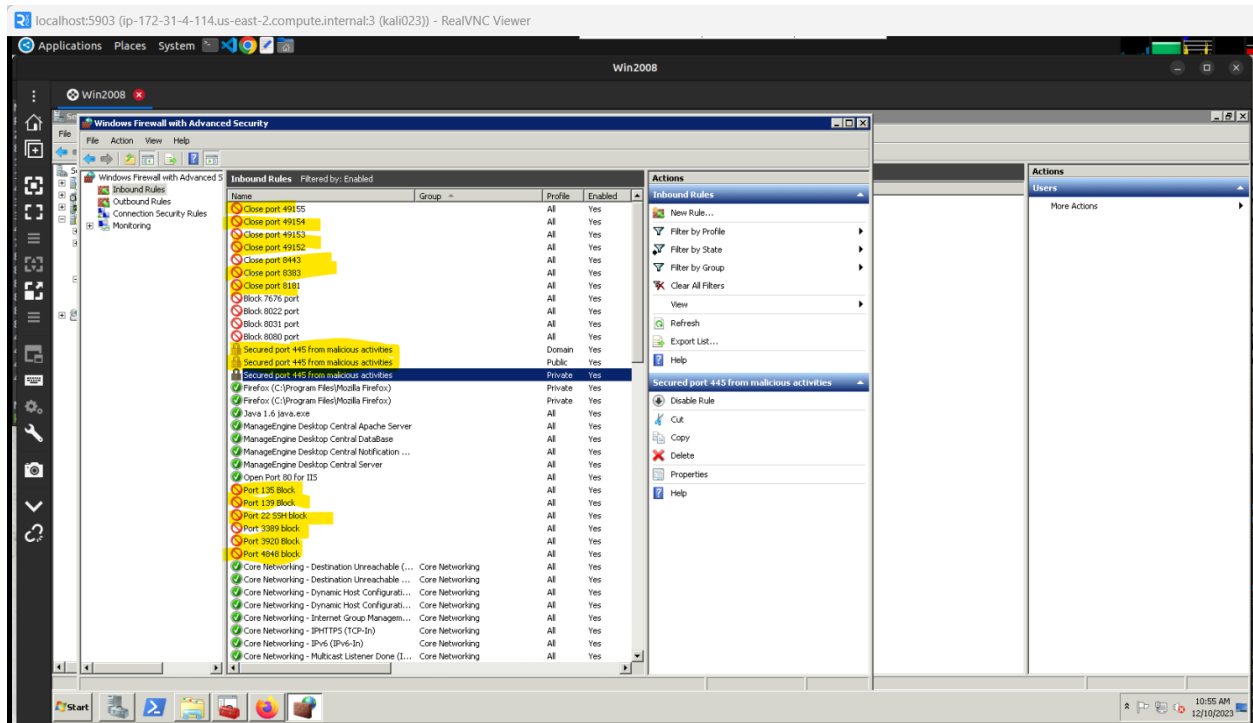 localhost:5903 (ip-172-31-4-114.us-east-2.compute.internal:3 (kali023)) - RealVNC Viewer
Applications Places System
Win2008
Win2008
Windows Firewall with Advanced Security
File
File Action View Help
Windows Firewall with Advanced S
Inbound Rules
Outbound Rules
Connection Security Rules
Monitoring
Inbound Rules Filtered by: Enabled
Name Group Profile Enabled
Close port 49155 All Yes
Close port 49154 All Yes
Close port 49153 All Yes
Close port 49152 All Yes
Close port 8443 All Yes
Close port 8383 All Yes
Close port 8181 All Yes
Block 7676 port All Yes
Block 8022 port All Yes
Block 8031 port All Yes
Block 8080 port All Yes
Secured port 445 from malicious activities Domain Yes
Secured port 445 from malicious activities Public Yes
Secured port 445 from malicious activities Private Yes
Firefox (C:\Program Files\Mozilla Firefox) Private Yes
Firefox (C:\Program Files\Mozilla Firefox) Private Yes
Java 1.6 java.exe All Yes
ManageEngine Desktop Central Apache Server All Yes
ManageEngine Desktop Central DataBase All Yes
ManageEngine Desktop Central Notification ... All Yes
ManageEngine Desktop Central Server All Yes
Open Port 80 for IIS All Yes
Port 135 Block All Yes
Port 139 Block All Yes
Port 22 SSH block All Yes
Port 3389 block All Yes
Port 3920 Block All Yes
Port 4848 block All Yes
Core Networking - Destination Unreachable (... Core Networking All Yes
Core Networking - Destination Unreachable ... Core Networking All Yes
Core Networking - Dynamic Host Configurati... Core Networking All Yes
Core Networking - Dynamic Host Configurati... Core Networking All Yes
Core Networking - Internet Group Managem... Core Networking All Yes
Core Networking - IPHTTPS (TCP-In) Core Networking All Yes
Core Networking - IPv6 (IPv6-In) Core Networking All Yes
Core Networking - Multicast Listener Done (I... Core Networking All Yes
Actions
Inbound Rules
New Rule...
Filter by Profile
Filter by State
Filter by Group
Clear All Filters
View
Refresh
Export List...
Help
Secured port 445 from malicious activities
Disable Rule
Cut
Copy
Delete
Properties
Help
Actions
Users
More Actions
Start
10:55 AM
12/10/2023